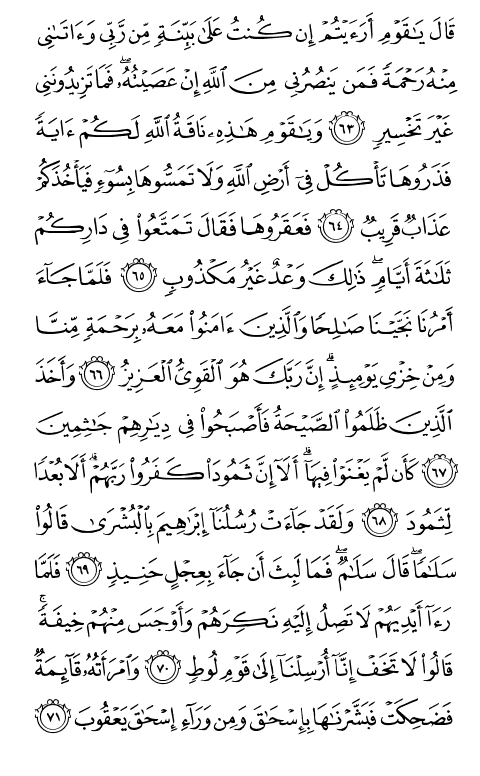 قَالَ يَٰقَوۡمِ أَرَءَيۡتُمۡ إِن كُنتُ عَلَىٰ بَيِّنَةٖ مِّن رَّبِّي وَءَاتَىٰنِي
مِنۡهُ رَحۡمَةٗ فَمَن يَنصُرُنِي مِنَ ٱللَّهِ إِنۡ عَصَيۡتُهُۥۖ فَمَا تَزِيدُونَنِي
غَيۡرَ تَخۡسِيرٖ ٦٣ وَيَٰقَوۡمِ هَٰذِهِۦ نَاقَةُ ٱللَّهِ لَكُمۡ ءَايَةٗۖ
فَذَرُوهَا تَأۡكُلۡ فِيٓ أَرۡضِ ٱللَّهِۖ وَلَا تَمَسُّوهَا بِسُوٓءٖ فَيَأۡخُذَكُمۡ
عَذَابٞ قَرِيبٞ ٦٤ فَعَقَرُوهَا فَقَالَ تَمَتَّعُواْ فِي دَارِكُمۡ
ثَلَٰثَةَ أَيَّامٖۖ ذَٰلِكَ وَعۡدٌ غَيۡرُ مَكۡذُوبٖ ٦٥ فَلَمَّا جَآءَ
أَمۡرُنَا نَجَّيۡنَا صَٰلِحٗا وَٱلَّذِينَ ءَامَنُواْ مَعَهُۥ بِرَحۡمَةٖ مِّنَّا
وَمِنۡ خِزۡيِ يَوۡمِئِذٍۚ إِنَّ رَبَّكَ هُوَ ٱلۡقَوِيُّ ٱلۡعَزِيزُ ٦٦ وَأَخَذَ
ٱلَّذِينَ ظَلَمُواْ ٱلصَّيۡحَةُ فَأَصۡبَحُواْ فِي دِيَٰرِهِمۡ جَٰثِمِينَ
٦٧ كَأَن لَّمۡ يَغۡنَوۡاْ فِيهَآۗ أَلَآ إِنَّ ثَمُودَاْ كَفَرُواْ رَبَّهُمۡۗ أَلَا بُعۡدٗا
لِّثَمُودَ ٦٨ وَلَقَدۡ جَآءَتۡ رُسُلُنَآ إِبۡرَٰهِيمَ بِٱلۡبُشۡرَىٰ قَالُواْ
سَلَٰمٗاۖ قَالَ سَلَٰمٞۖ فَمَا لَبِثَ أَن جَآءَ بِعِجۡلٍ حَنِيذٖ ٦٩ فَلَمَّا
رَءَآ أَيۡدِيَهُمۡ لَا تَصِلُ إِلَيۡهِ نَكِرَهُمۡ وَأَوۡجَسَ مِنۡهُمۡ خِيفَةٗۚ
قَالُواْ لَا تَخَفۡ إِنَّآ أُرۡسِلۡنَآ إِلَىٰ قَوۡمِ لُوطٖ ٧٠ وَٱمۡرَأَتُهُۥ قَآئِمَةٞ
فَضَحِكَتۡ فَبَشَّرۡنَٰهَا بِإِسۡحَٰقَ وَمِن وَرَآءِ إِسۡحَٰقَ يَعۡقُوبَ ٧١